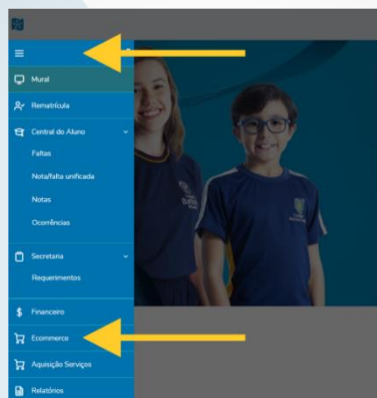 Mural
Rematrícula
Central do Aluno
Faltas
Nota/falta unificada
Notas
Ocorrências
Secretaria
Requerimentos
Financeiro
Ecommerce
Aquisição Serviços
Relatórios